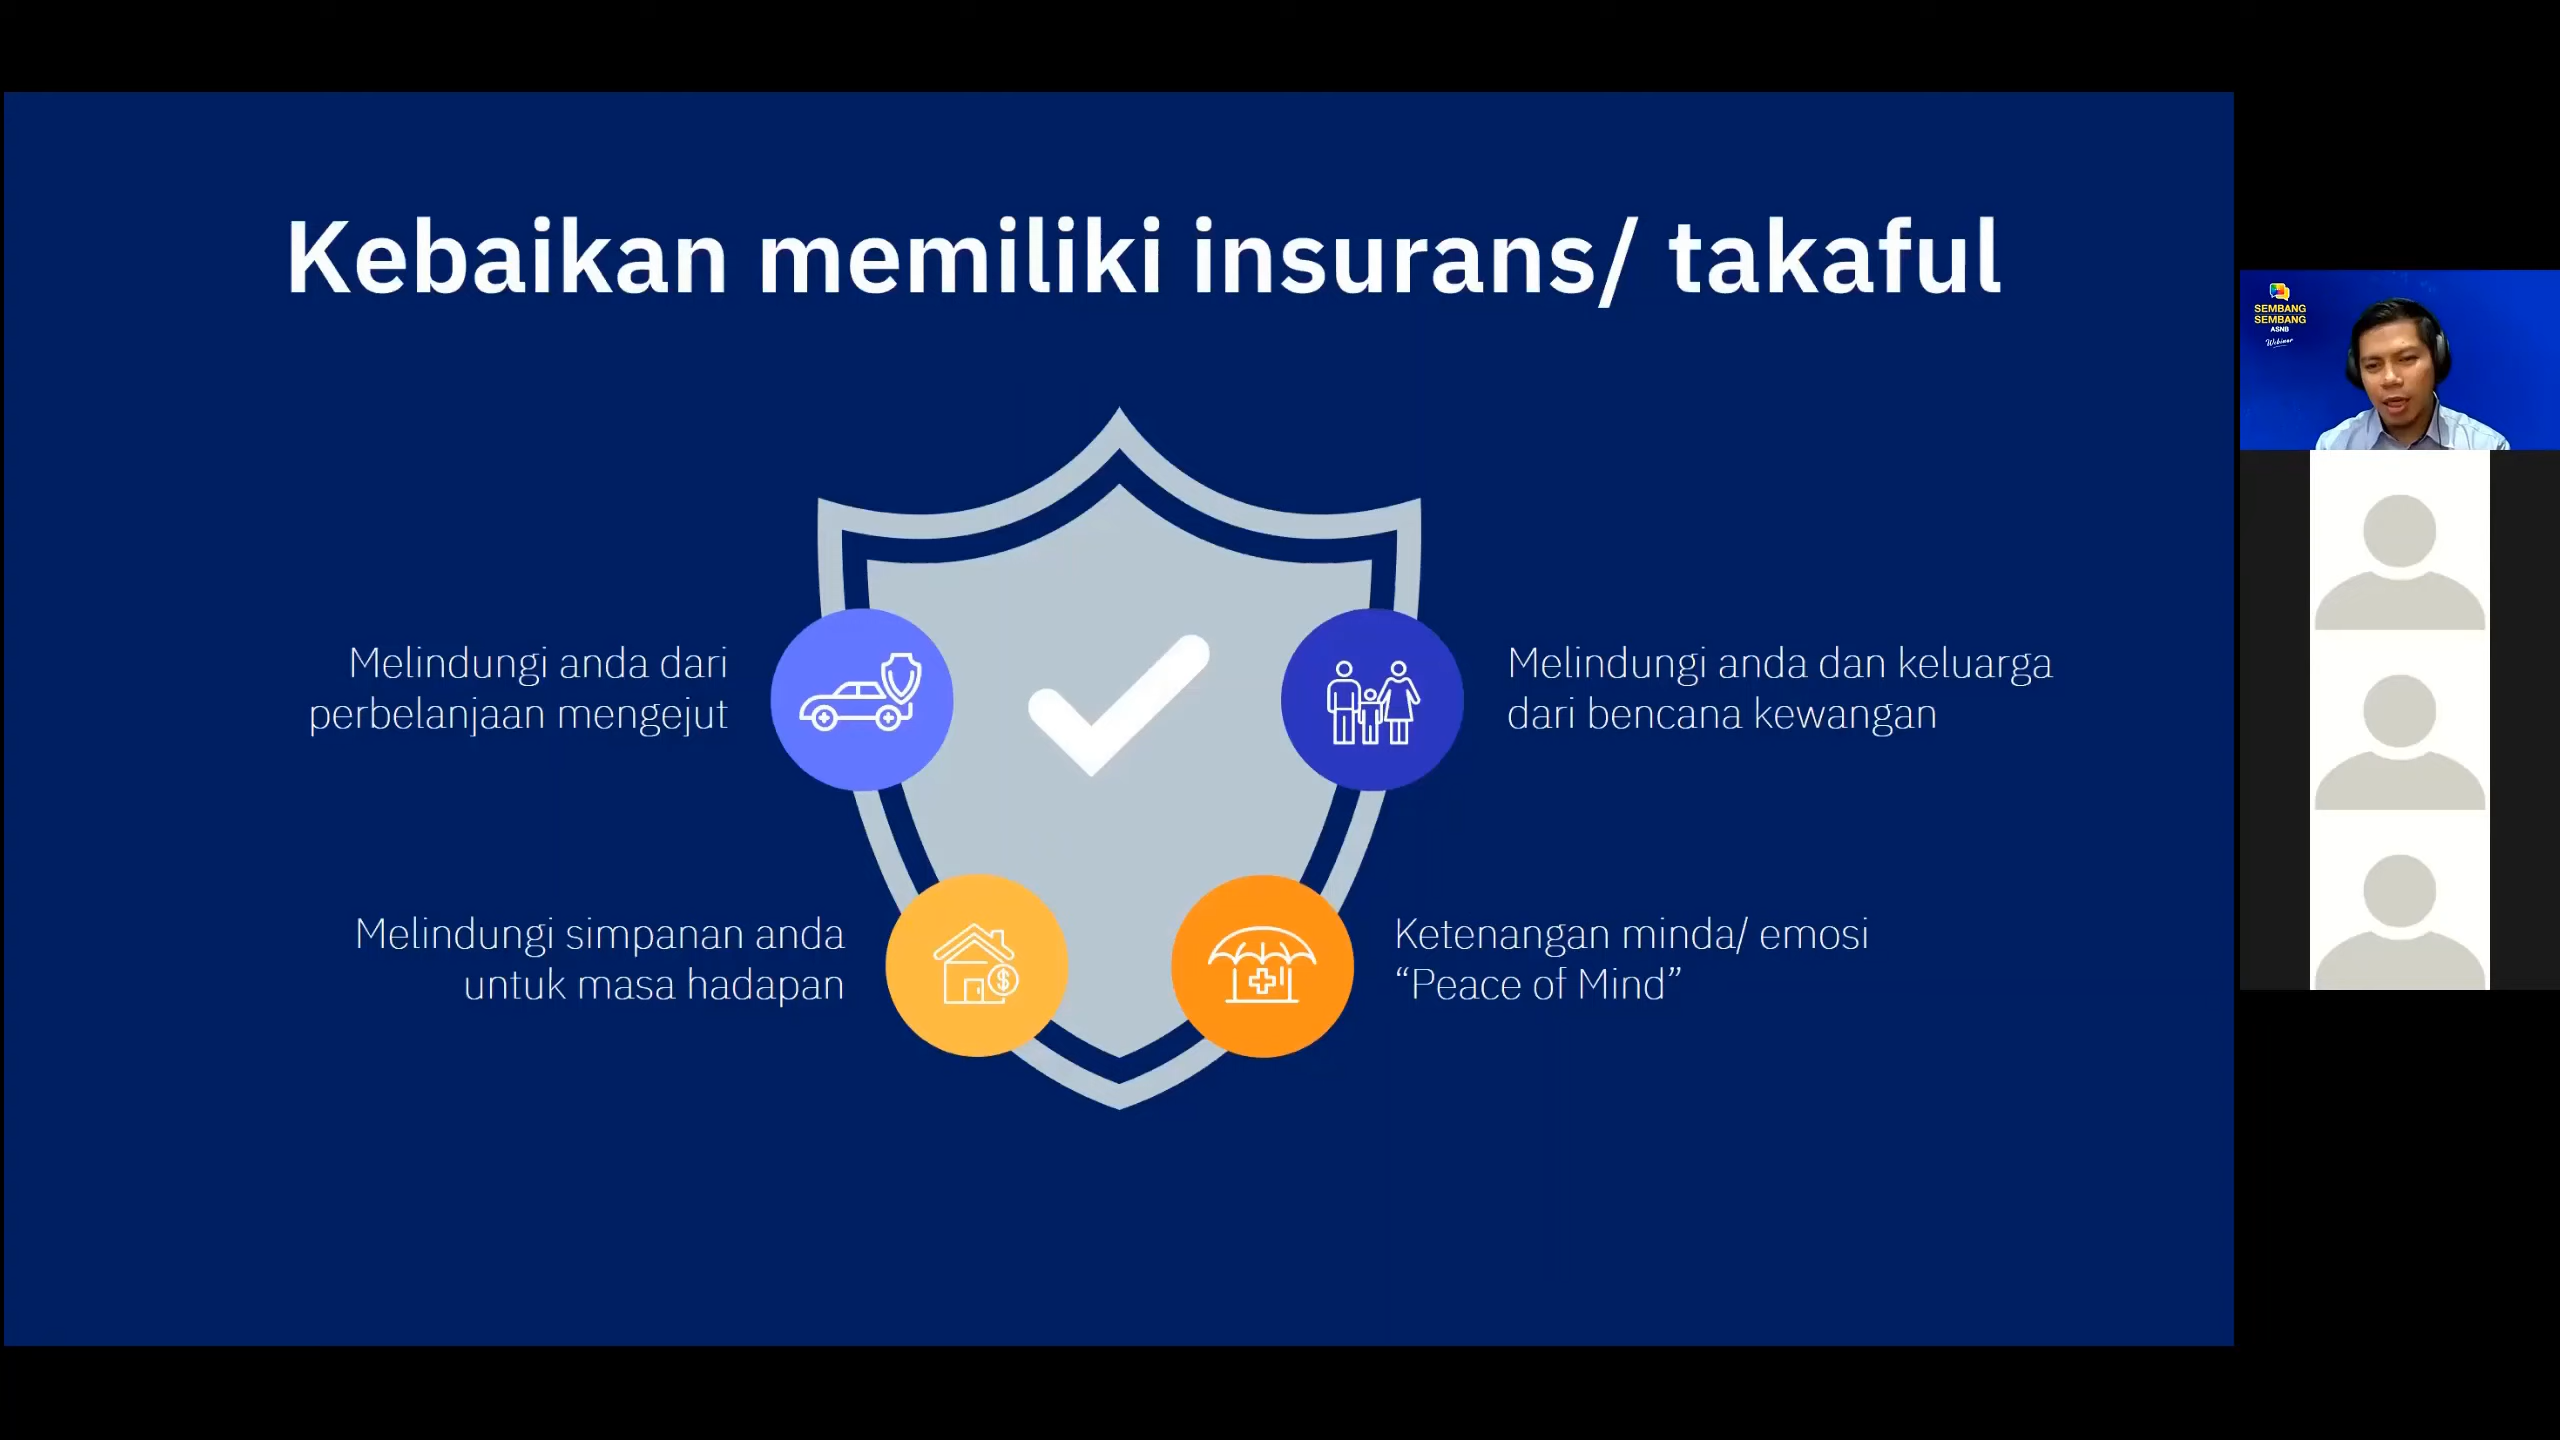 Kebaikan memiliki insurans/ takaful
Melindungi anda dari
perbelanjaan mengejut
Melindungi anda dan keluarga
dari bencana kewangan
Melindungi simpanan anda
untuk masa hadapan
Ketenangan minda/ emosi
“Peace of Mind”
SEMBANG
SEMBANG
ASNB
Webinar